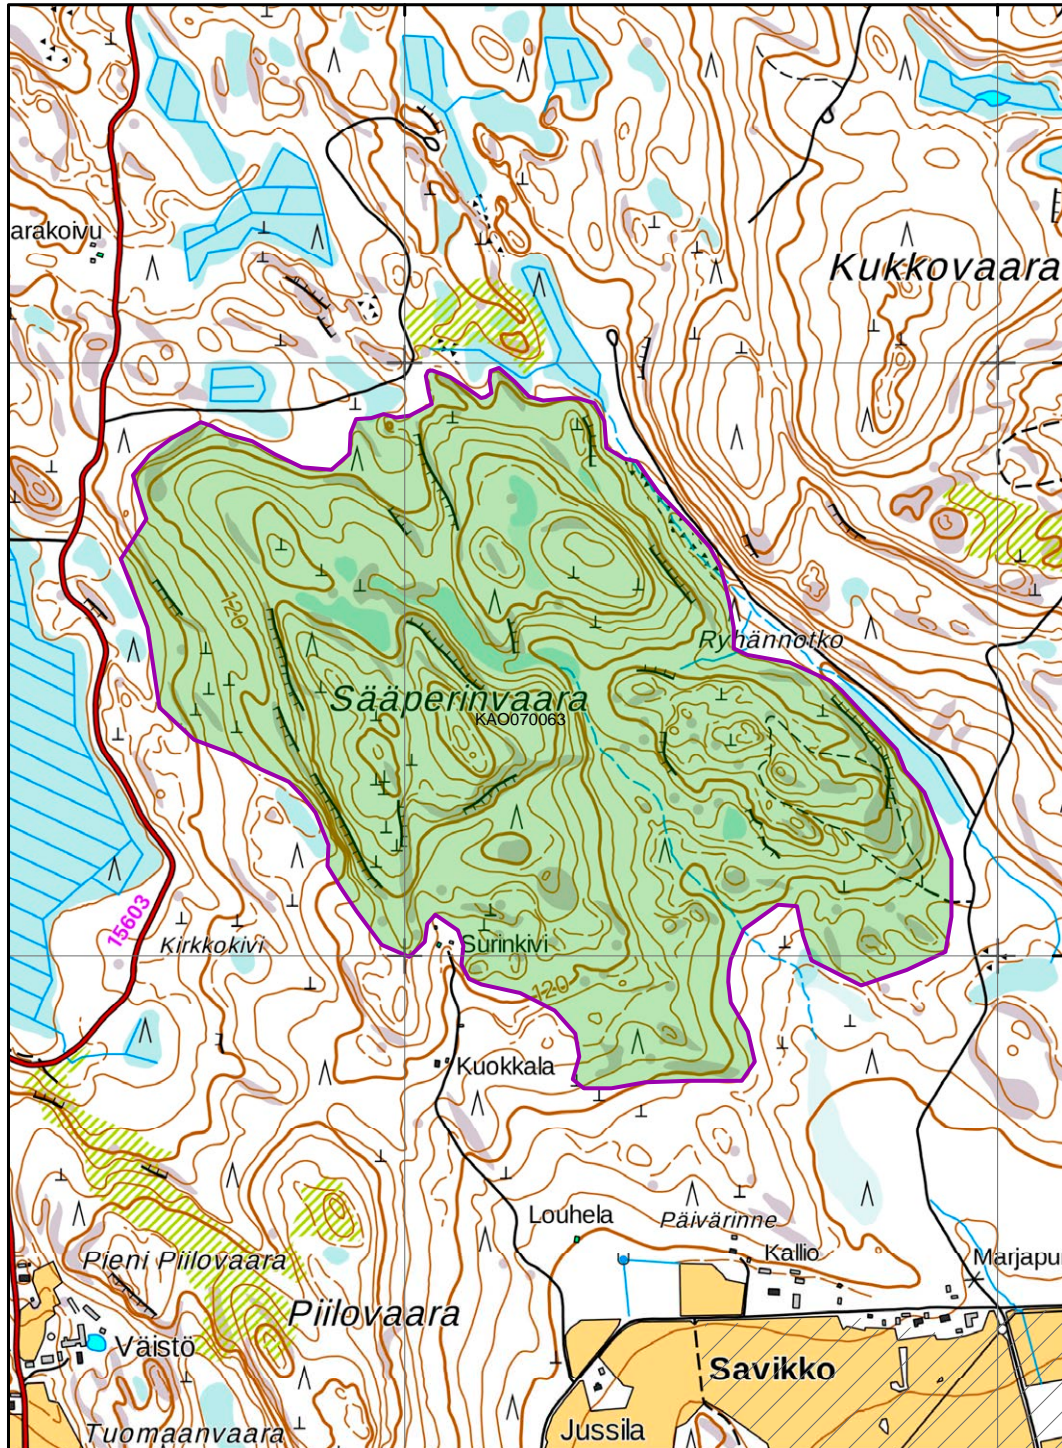 arakoivu
Kukkovaara
120
Ryhännotko
Sääperinvaara
KAO070063
15603
Kirkkokivi
Surinkivi
120
Kuokkala
Louhela
Päivärinne
Kallio
Pieni Piilovaara
Marjapu
Piilovaara
Väistö
Savikko
Tuomaanvaara
Jussila